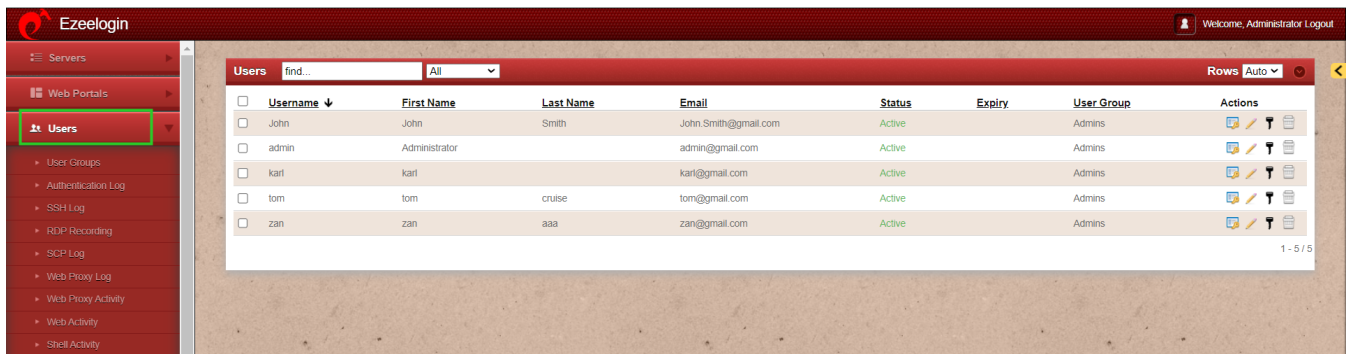 Ezeelogin
Welcome, Administrator Logout
Servers
Web Portals
Users
User Groups
Authentication Log
SSH Log
RDP Recording
SCP Log
Web Proxy Log
Web Proxy Activity
Web Activity
Shell Activity
Users find... All Rows Auto
Username First Name Last Name Email Status Expiry User Group Actions
John John Smith John.Smith@gmail.com Active Admins
admin Administrator admin@gmail.com Active Admins
karl karl karl@gmail.com Active Admins
tom tom cruise tom@gmail.com Active Admins
zan zan aaa zan@gmail.com Active Admins
1 - 5 / 5